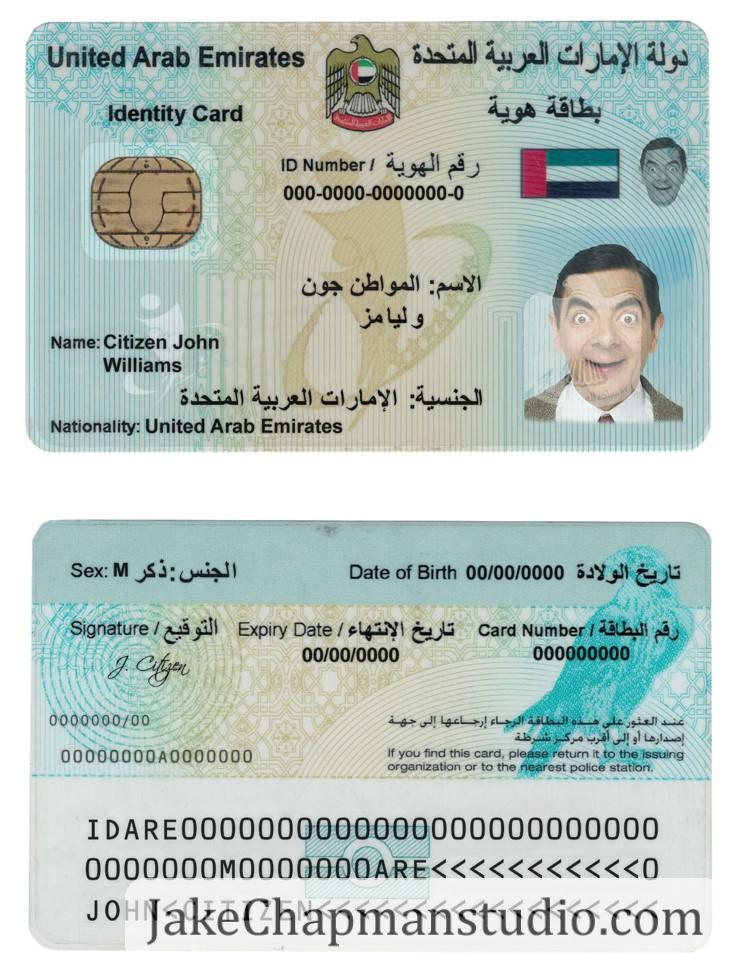 United Arab Emirates دولة الإمارات العربية المتحدة
Identity Card بطاقة هوية
ID Number / رقم الهوية
000-0000-0000000-0
الاسم: المواطن جون
وليامز
Name: Citizen John
Williams
الجنسية: الإمارات العربية المتحدة
Nationality: United Arab Emirates
Sex: M الجنس: ذكر Date of Birth 00/00/0000 تاريخ الولادة
Signature / التوقيع Expiry Date / تاريخ الإنتهاء Card Number / رقم البطاقة
00/00/0000 000000000
J. Citizen
0000000/00
00000000A0000000
عند العثور على هذه البطاقة الرجاء إرجاعها إلى جهة
إصدارها أو إلى أقرب مركز شرطة
If you find this card, please return it to the issuing
organization or to the nearest police station.
IDARE0000000000000000000000000
0000000M0000000ARE<<<<<<<<<<<0
JOHN<CITIZEN<<<<<<<<<<<<<<<<<<
JakeChapmanstudio.com